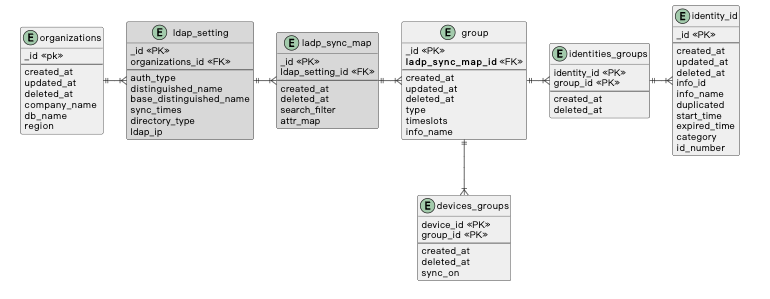 E organizations
_id «pk»
created_at
updated_at
deleted_at
company_name
db_name
region
E ldap_setting
_id «PK»
organizations_id «FK»
auth_type
distinguished_name
base_distinguished_name
sync_times
directory_type
ldap_ip
E ladp_sync_map
_id «PK»
ldap_setting_id «FK»
created_at
deleted_at
search_filter
attr_map
E group
_id «PK»
ladp_sync_map_id «FK»
created_at
updated_at
deleted_at
type
timeslots
info_name
E identities_groups
identity_id «PK»
group_id «PK»
created_at
deleted_at
E identity_id
_id «PK»
created_at
updated_at
deleted_at
info_id
info_name
duplicated
start_time
expired_time
category
id_number
E devices_groups
device_id «PK»
group_id «PK»
created_at
deleted_at
sync_on